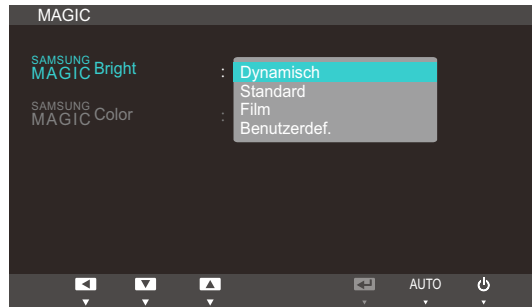 MAGIC
SAMSUNG
MAGIC Bright : Dynamisch
Standard
Film
Benutzerdef.
SAMSUNG
MAGIC Color :
AUTO